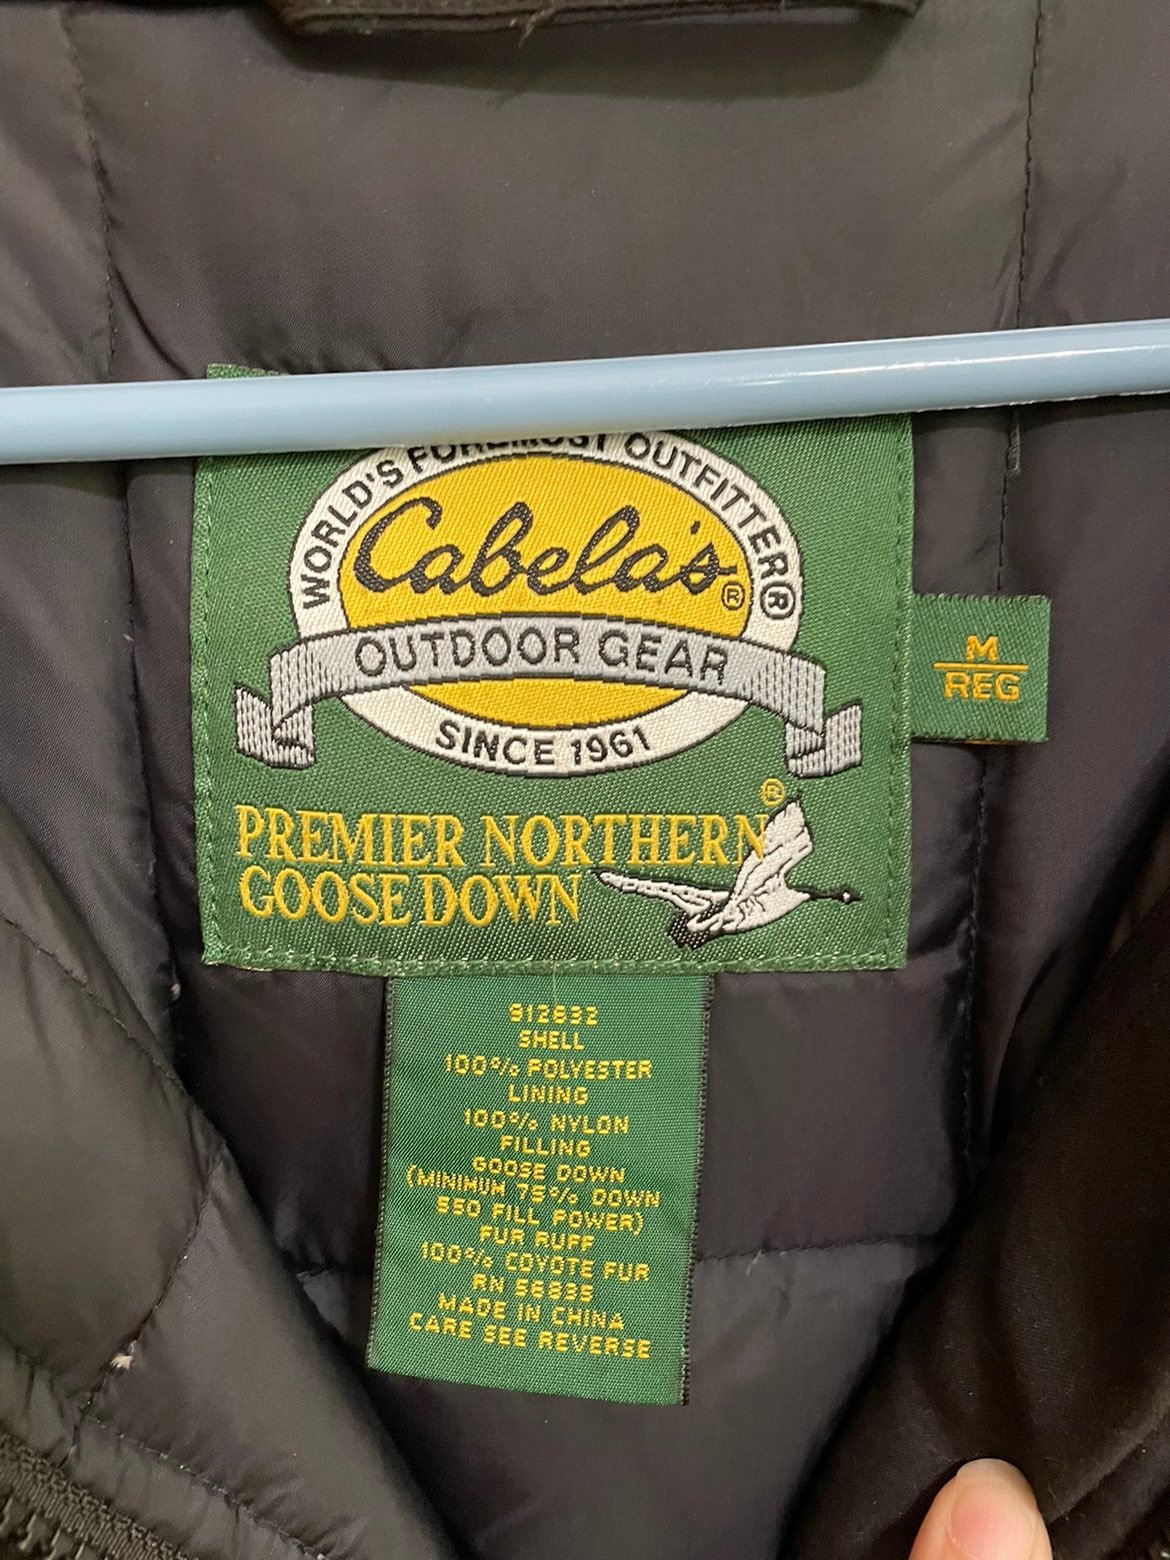 WORLD'S FOREMOST OUTFITTER®
Cabela's®
OUTDOOR GEAR
SINCE 1961
M
REG
PREMIER NORTHERN®
GOOSE DOWN
912632
SHELL
100% POLYESTER
LINING
100% NYLON
FILLING
GOOSE DOWN
(MINIMUM 75% DOWN
550 FILL POWER)
FUR RUFF
100% COYOTE FUR
RN 56835
MADE IN CHINA
CARE SEE REVERSE